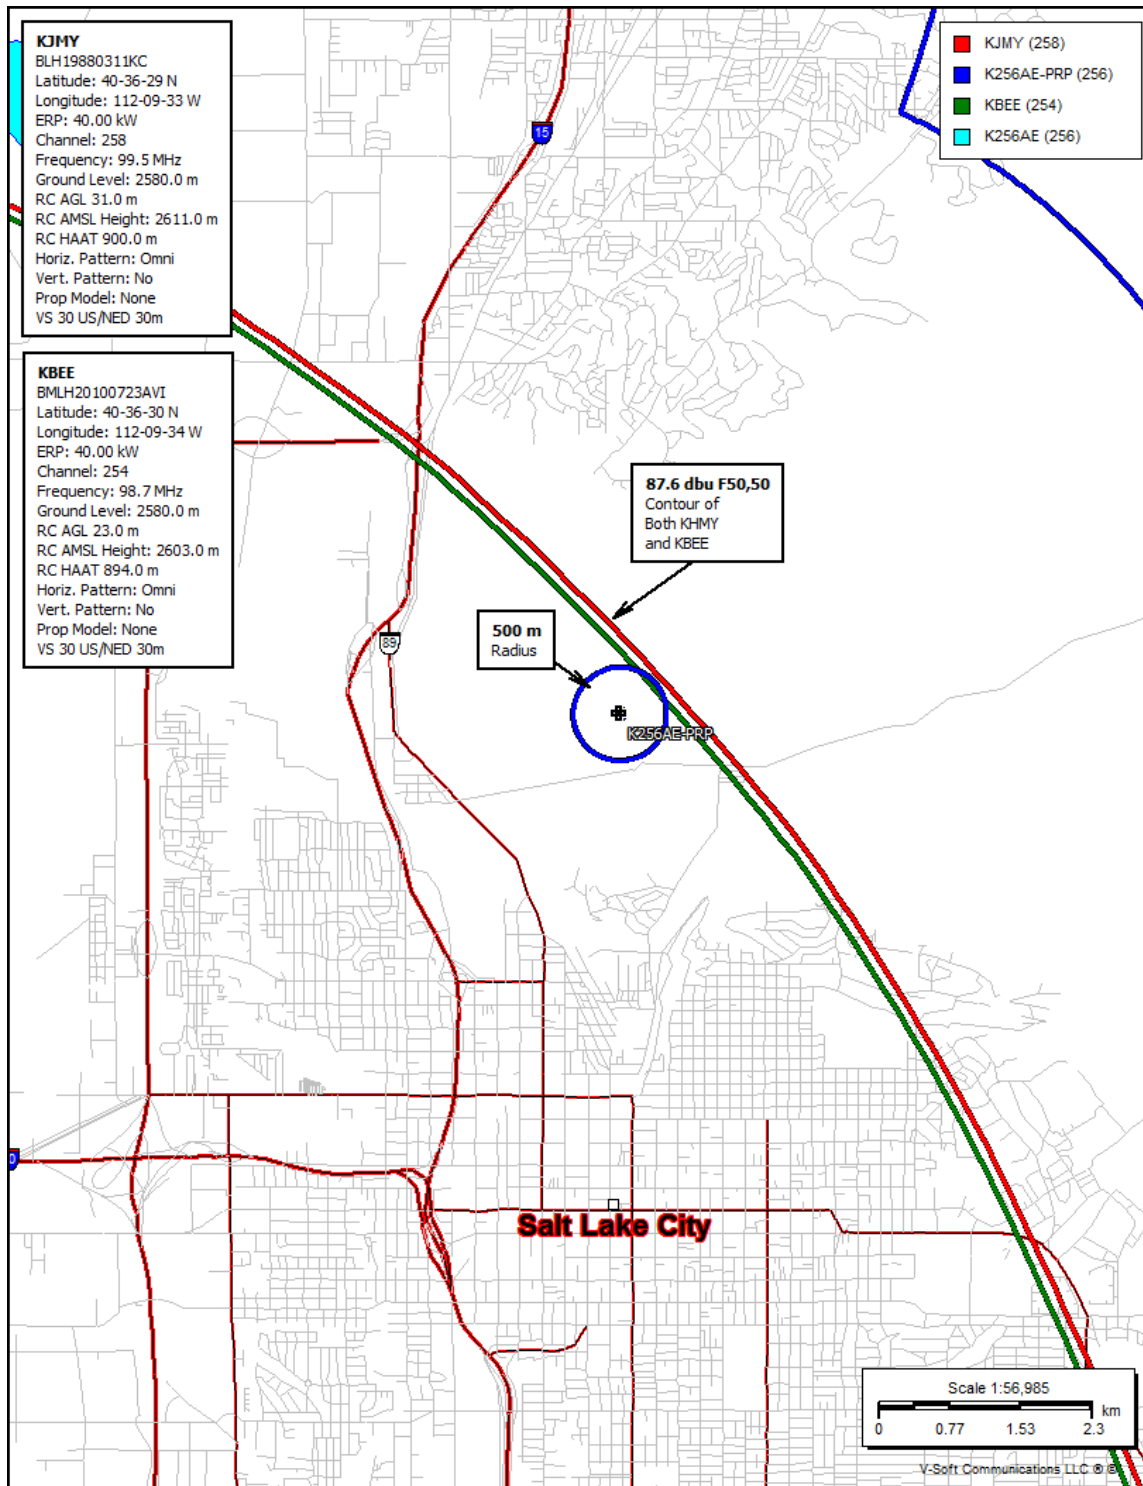 KJMY
BLH19880311KC
Latitude: 40-36-29 N
Longitude: 112-09-33 W
ERP: 40.00 kW
Channel: 258
Frequency: 99.5 MHz
Ground Level: 2580.0 m
RC AGL 31.0 m
RC AMSL Height: 2611.0 m
RC HAAT 900.0 m
Horiz. Pattern: Omni
Vert. Pattern: No
Prop Model: None
VS 30 US/NED 30m
KJMY (258)
K256AE-PRP (256)
KBEE (254)
K256AE (256)
15
KBEE
BMLH20100723AVI
Latitude: 40-36-30 N
Longitude: 112-09-34 W
ERP: 40.00 kW
Channel: 254
Frequency: 98.7 MHz
Ground Level: 2580.0 m
RC AGL 23.0 m
RC AMSL Height: 2603.0 m
RC HAAT 894.0 m
Horiz. Pattern: Omni
Vert. Pattern: No
Prop Model: None
VS 30 US/NED 30m
87.6 dbu F50,50
Contour of
Both KHMY
and KBEE
500 m
Radius
89
K256AE-PRP
Salt Lake City
Scale 1:56,985
km
0 0.77 1.53 2.3
V-Soft Communications LLC ® ©